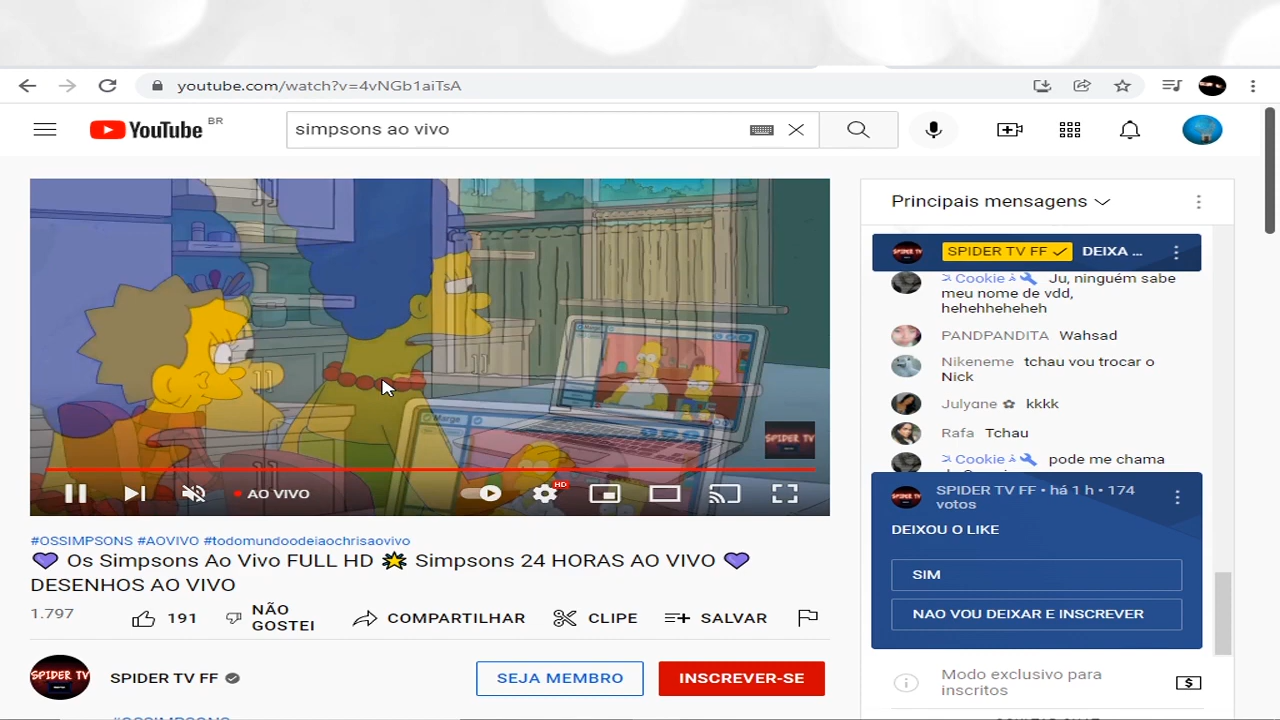 youtube.com/watch?v=4vNGb1aiTsA
YouTube BR
simpsons ao vivo
Principais mensagens
SPIDER TV FF DEIXA ...
Cookie Ju, ninguém sabe
meu nome de vdd,
hehehheheheh
PANDPANDITA Wahsad
Nikeneme tchau vou trocar o
Nick
Julyane kkkk
Rafa Tchau
Cookie pode me chama
SPIDER TV FF • há 1 h • 174
votos
DEIXOU O LIKE
SIM
NAO VOU DEIXAR E INSCREVER
Modo exclusivo para
inscritos
Marge
SPIDER TV
HD
AO VIVO
#OSSIMPSONS #AOVIVO #todomundoodeiaochrisaovivo
Os Simpsons Ao Vivo FULL HD Simpsons 24 HORAS AO VIVO
DESENHOS AO VIVO
1.797
191
NÃO
GOSTEI
COMPARTILHAR
CLIPE
SALVAR
SPIDER TV
SPIDER TV FF
SEJA MEMBRO
INSCREVER-SE
#OSSIMPSONS